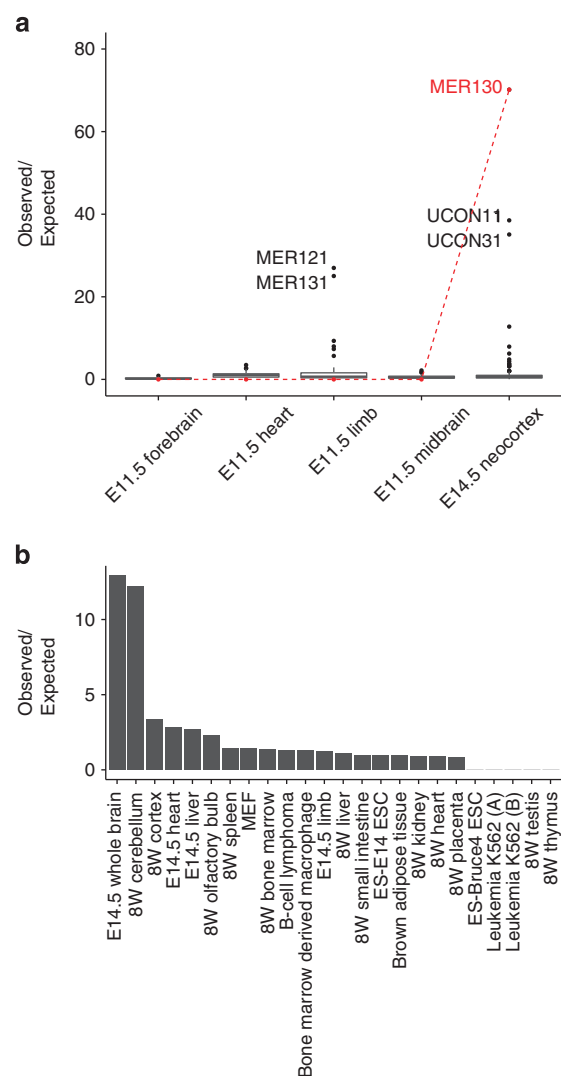 a
80
60
40
20
0
Observed/
Expected
MER130
UCON11
UCON31
MER121
MER131
E11.5 forebrain
E11.5 heart
E11.5 limb
E11.5 midbrain
E14.5 neocortex
b
10
5
0
Observed/
Expected
E14.5 whole brain
8W cerebellum
8W cortex
E14.5 heart
E14.5 liver
8W olfactory bulb
8W spleen
MEF
8W bone marrow
B-cell lymphoma
Bone marrow derived macrophage
E14.5 limb
8W liver
8W small intestine
ES-E14 ESC
Brown adipose tissue
8W kidney
8W heart
8W placenta
ES-Bruce4 ESC
Leukemia K562 (A)
Leukemia K562 (B)
8W testis
8W thymus